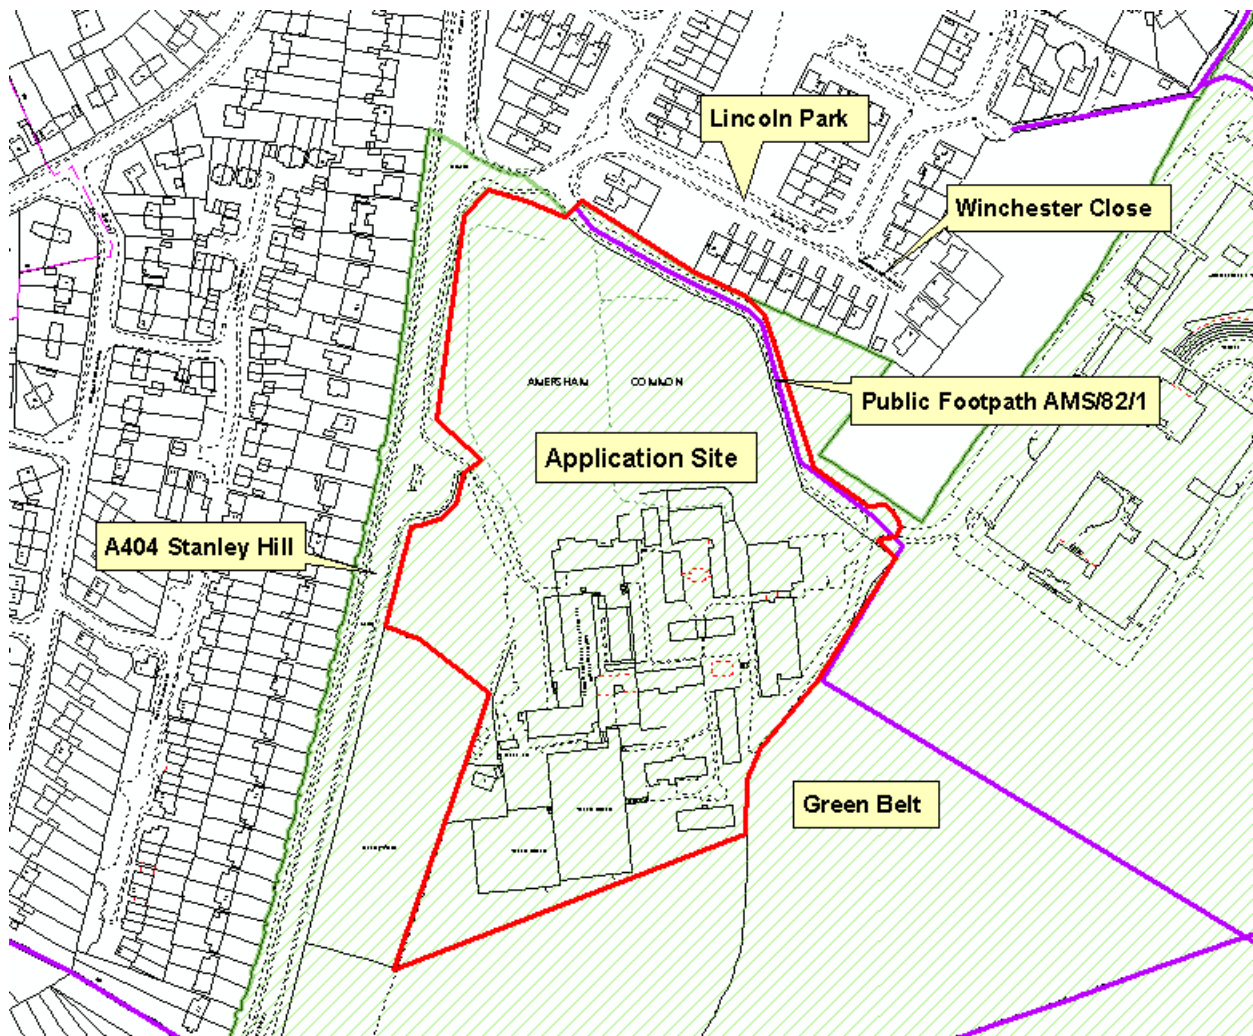 Lincoln Park
Winchester Close
AMERSHAM COMMON
Public Footpath AMS/82/1
Application Site
A404 Stanley Hill
Green Belt